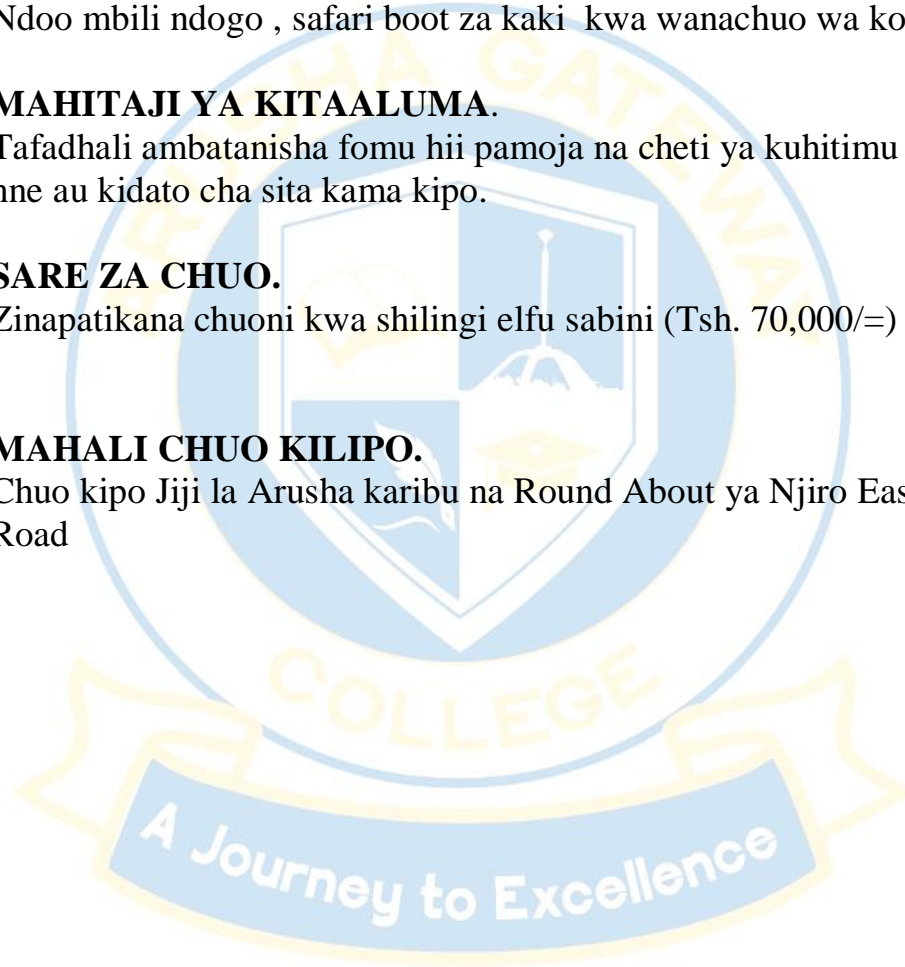 Ndoo mbili ndogo , safari boot za kaki kwa wanachuo wa ko
MAHITAJI YA KITAALUMA.
Tafadhali ambatanisha fomu hii pamoja na cheti ya kuhitimu
nne au kidato cha sita kama kipo.
SARE ZA CHUO.
Zinapatikana chuoni kwa shilingi elfu sabini (Tsh. 70,000/=)
MAHALI CHUO KILIPO.
Chuo kipo Jiji la Arusha karibu na Round About ya Njiro Eas
Road
ARUSHA GATEWAY
COLLEGE
A Journey to Excellence